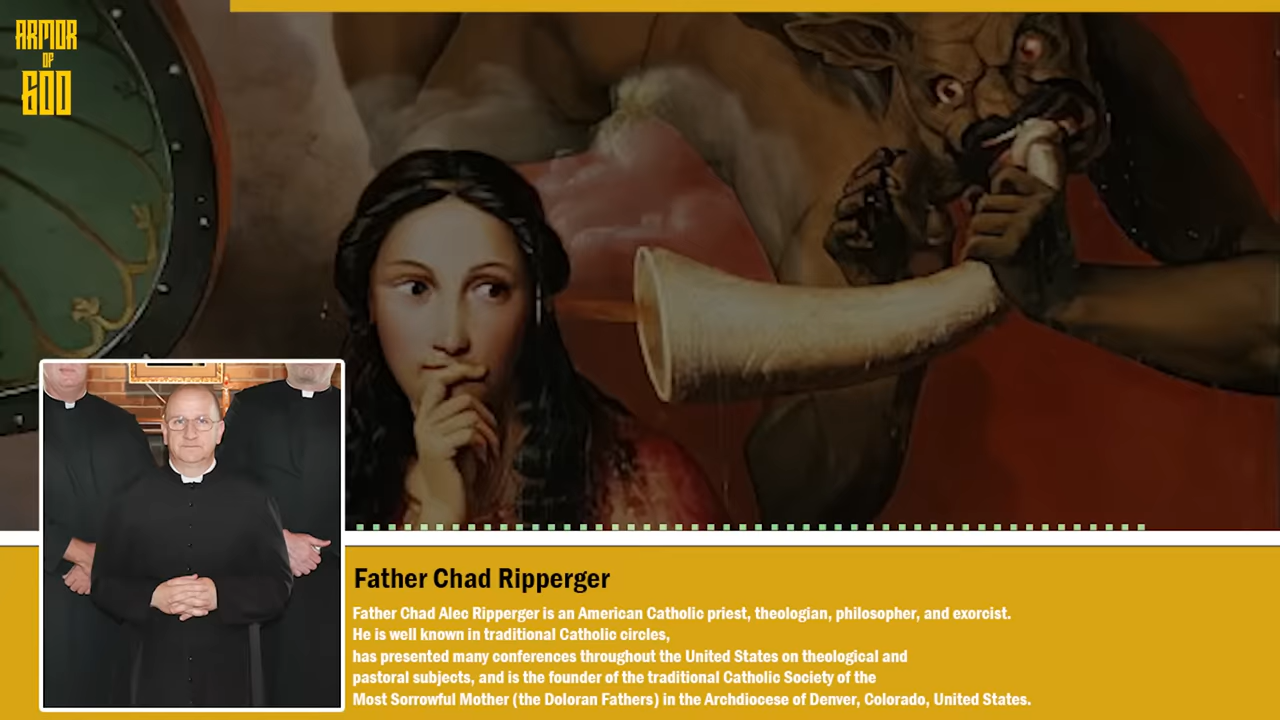 ARMOR
OF
GOD
Father Chad Ripperger
Father Chad Alec Ripperger is an American Catholic priest, theologian, philosopher, and exorcist.
He is well known in traditional Catholic circles,
has presented many conferences throughout the United States on theological and
pastoral subjects, and is the founder of the traditional Catholic Society of the
Most Sorrowful Mother (the Doloran Fathers) in the Archdiocese of Denver, Colorado, United States.